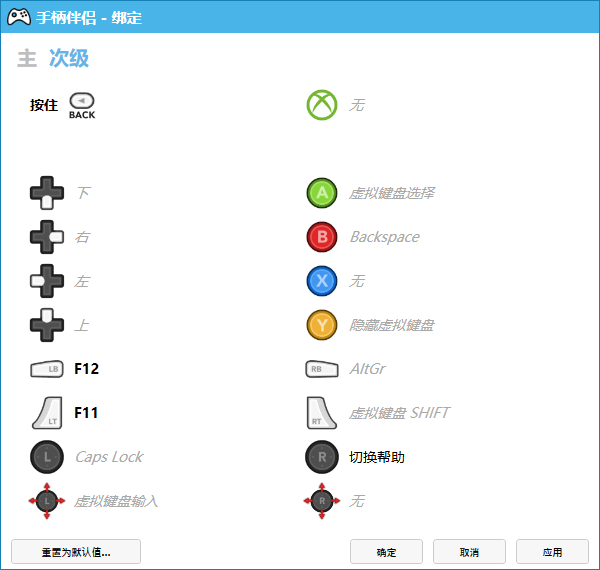 手柄伴侣 - 绑定
主 次级
按住 BACK 无
下 A 虚拟键盘选择
右 B Backspace
左 X 无
上 Y 隐藏虚拟键盘
LB F12 RB AltGr
LT F11 RT 虚拟键盘 SHIFT
L Caps Lock R 切换帮助
L 虚拟键盘输入 R 无
重置为默认值... 确定 取消 应用